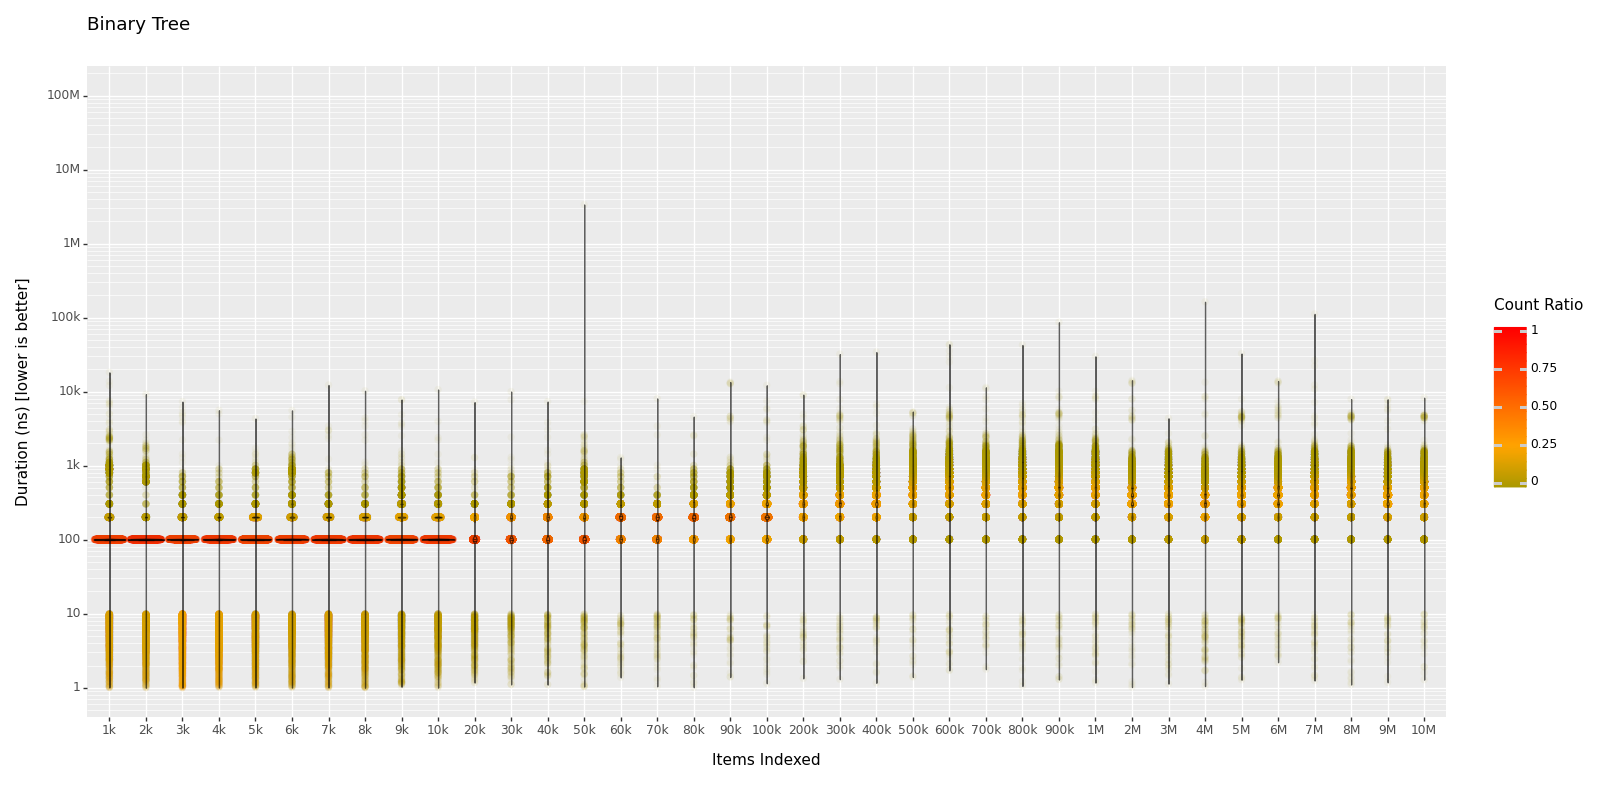 Binary Tree
100M
10M
1M
100k
10k
1k
100
10
1
Duration (ns) [lower is better]
1k 2k 3k 4k 5k 6k 7k 8k 9k 10k 20k 30k 40k 50k 60k 70k 80k 90k 100k 200k 300k 400k 500k 600k 700k 800k 900k 1M 2M 3M 4M 5M 6M 7M 8M 9M 10M
Items Indexed
Count Ratio
1
0.75
0.50
0.25
0